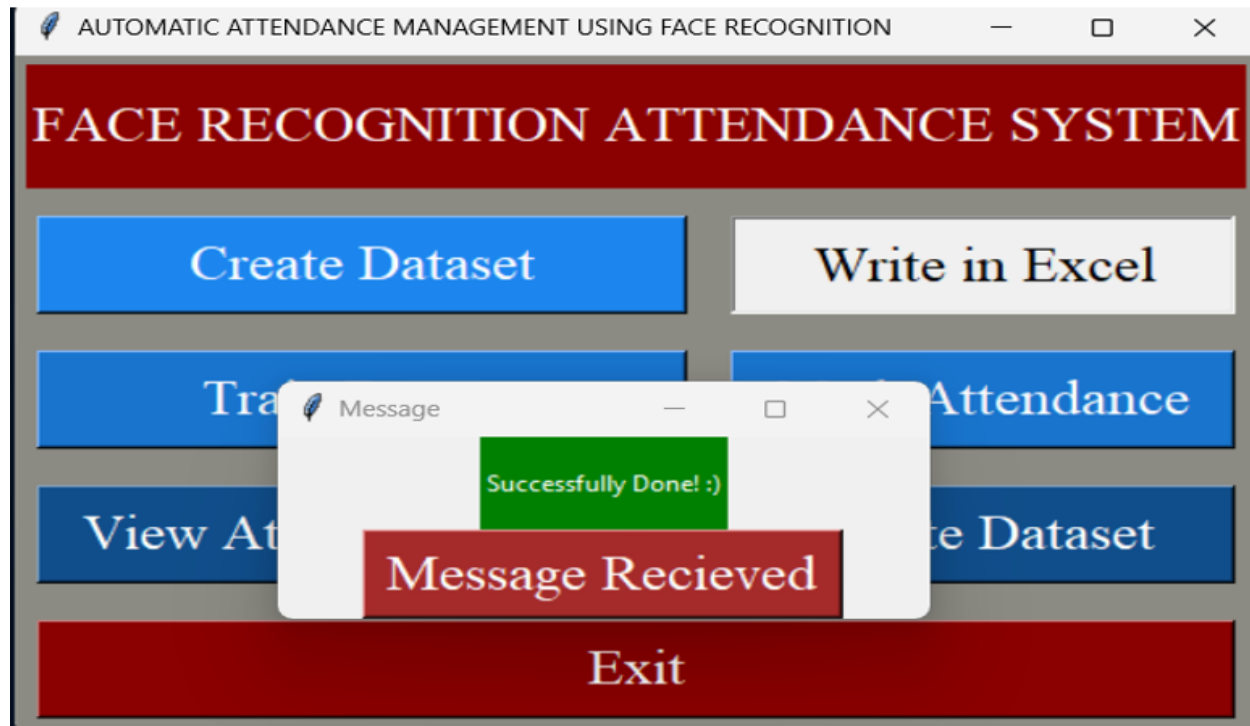 AUTOMATIC ATTENDANCE MANAGEMENT USING FACE RECOGNITION
FACE RECOGNITION ATTENDANCE SYSTEM
Create Dataset
Write in Excel
Attendance
Message
Successfully Done! :)
Message Recieved
View
Dataset
Exit